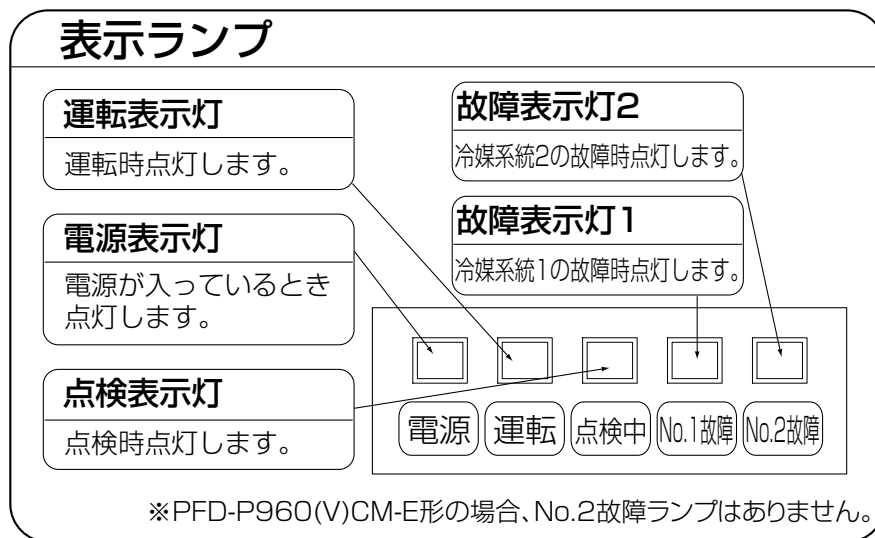 表示ランプ
運転表示灯
運転時点灯します。
電源表示灯
電源が入っているとき
点灯します。
点検表示灯
点検時点灯します。
故障表示灯2
冷媒系統2の故障時点灯します。
故障表示灯1
冷媒系統1の故障時点灯します。
電源
運転
点検中
No.1故障
No.2故障
※PFD-P960(V)CM-E形の場合、No.2故障ランプはありません。